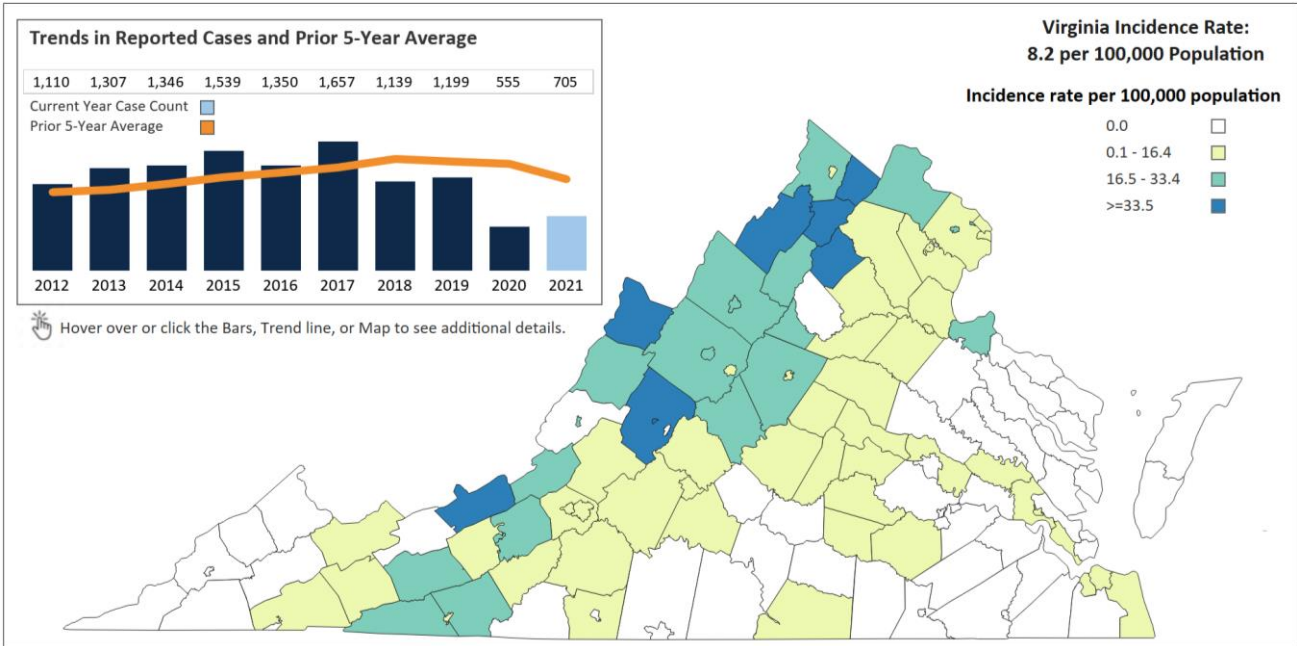 Trends in Reported Cases and Prior 5-Year Average
1,110 1,307 1,346 1,539 1,350 1,657 1,139 1,199 555 705
Current Year Case Count
Prior 5-Year Average
2012 2013 2014 2015 2016 2017 2018 2019 2020 2021
Hover over or click the Bars, Trend line, or Map to see additional details.
Virginia Incidence Rate:
8.2 per 100,000 Population
Incidence rate per 100,000 population
0.0
0.1 - 16.4
16.5 - 33.4
>=33.5